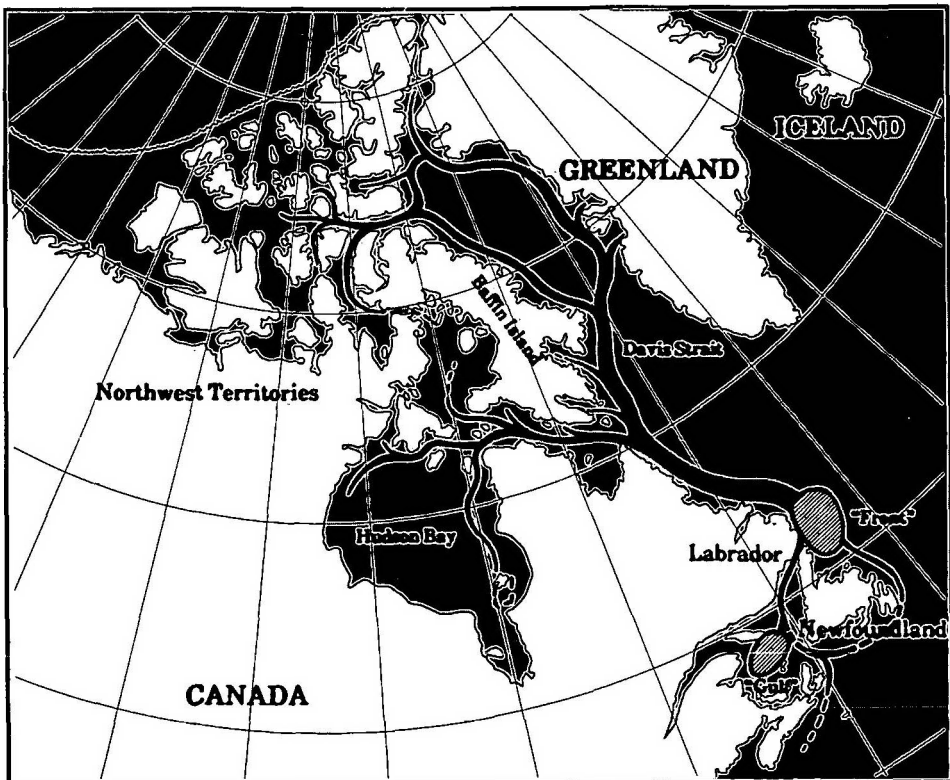 ICELAND
GREENLAND
Baffin Island
Davis Strait
Northwest Territories
"Front"
Hudson Bay
Labrador
Newfoundland
"Gulf"
CANADA